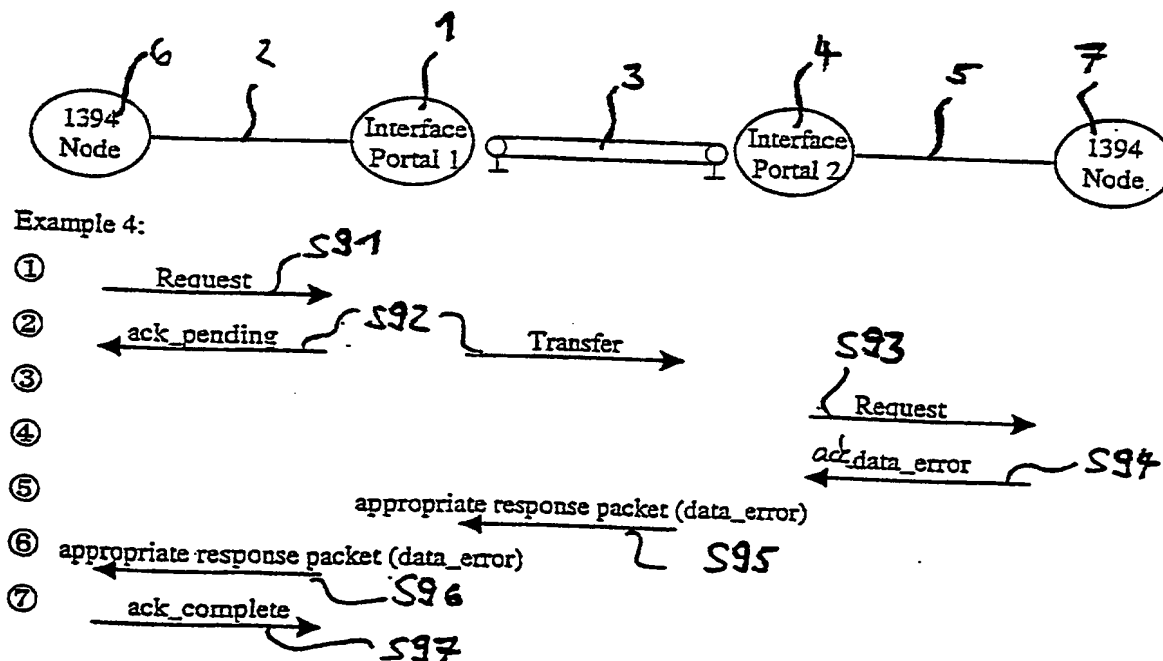 6 2 1 3 4 5 7
1394 Node
Interface Portal 1
Interface Portal 2
1394 Node
Example 4:
① Request S91
② ack_pending S92 Transfer
③ S93
Request
④ ack_data_error S94
⑤ appropriate response packet (data_error)
S95
⑥ appropriate response packet (data_error)
S96
⑦ ack_complete
S97